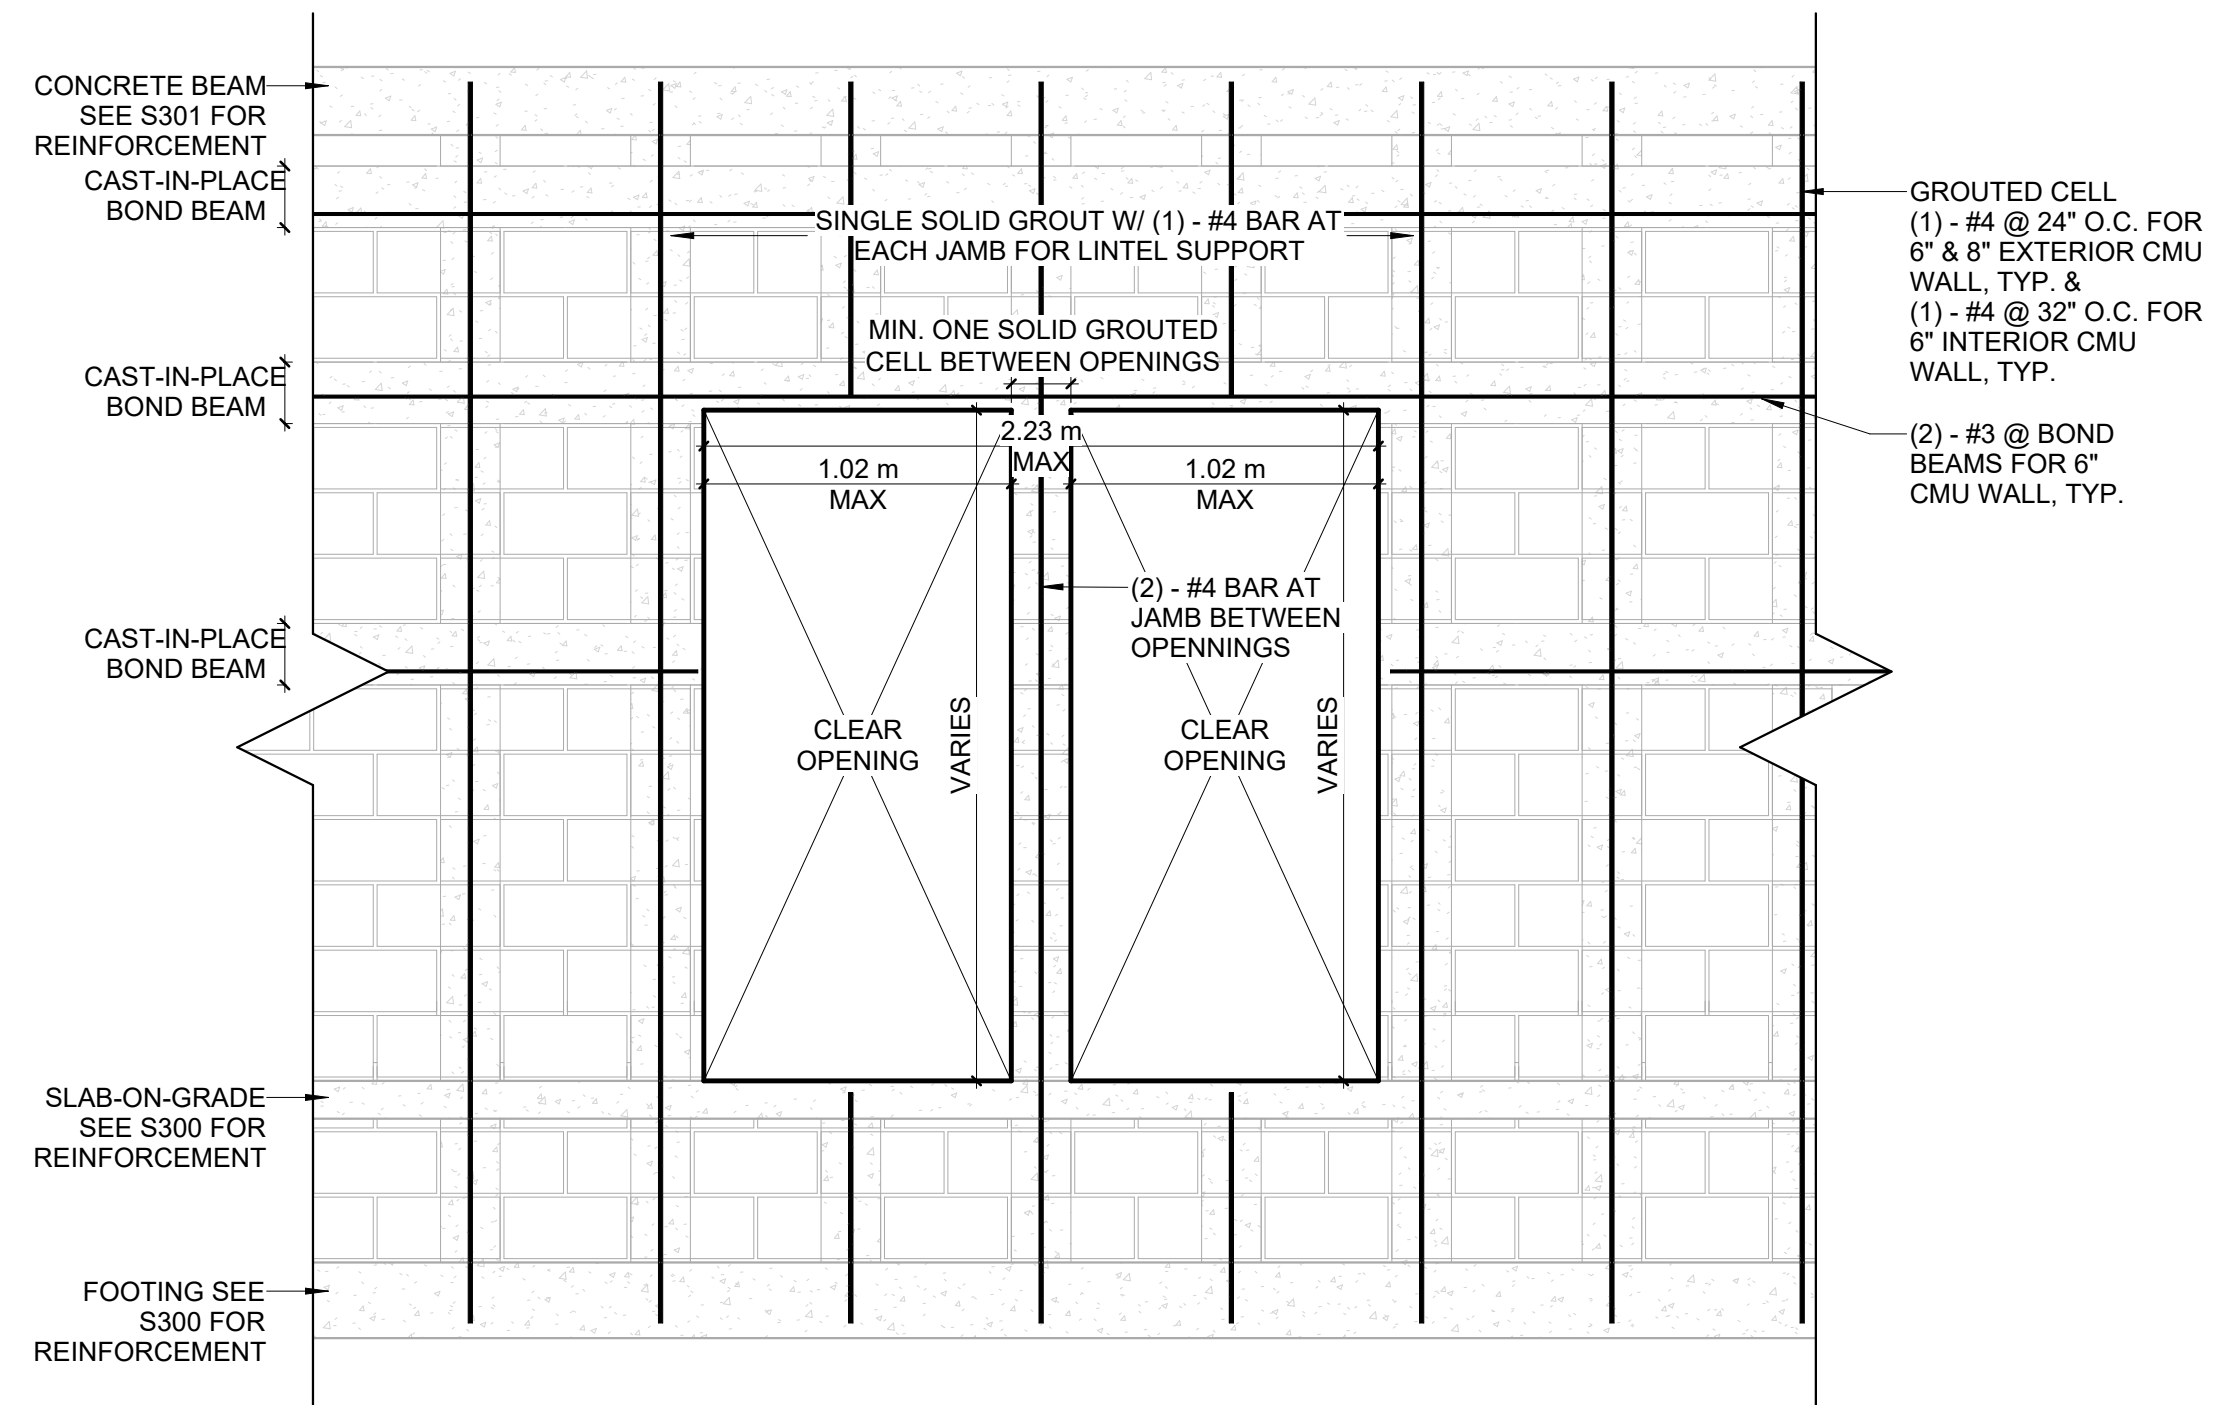 CONCRETE BEAM
SEE S301 FOR
REINFORCEMENT
CAST-IN-PLACE
BOND BEAM
CAST-IN-PLACE
BOND BEAM
CAST-IN-PLACE
BOND BEAM
SLAB-ON-GRADE
SEE S300 FOR
REINFORCEMENT
FOOTING SEE
S300 FOR
REINFORCEMENT
SINGLE SOLID GROUT W/ (1) - #4 BAR AT
EACH JAMB FOR LINTEL SUPPORT
MIN. ONE SOLID GROUTED
CELL BETWEEN OPENINGS
2.23 m
MAX
1.02 m
MAX
1.02 m
MAX
(2) - #4 BAR AT
JAMB BETWEEN
OPENNINGS
CLEAR
OPENING
VARIES
CLEAR
OPENING
VARIES
GROUTED CELL
(1) - #4 @ 24" O.C. FOR
6" & 8" EXTERIOR CMU
WALL, TYP. &
(1) - #4 @ 32" O.C. FOR
6" INTERIOR CMU
WALL, TYP.
(2) - #3 @ BOND
BEAMS FOR 6"
CMU WALL, TYP.